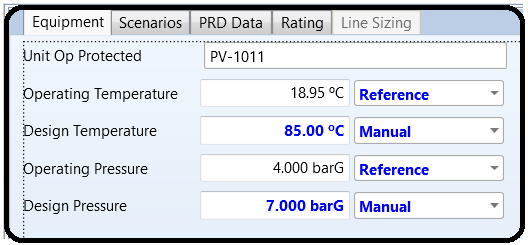 Equipment Scenarios PRD Data Rating Line Sizing
Unit Op Protected PV-1011
Operating Temperature 18.95 ºC Reference
Design Temperature 85.00 ºC Manual
Operating Pressure 4.000 barG Reference
Design Pressure 7.000 barG Manual